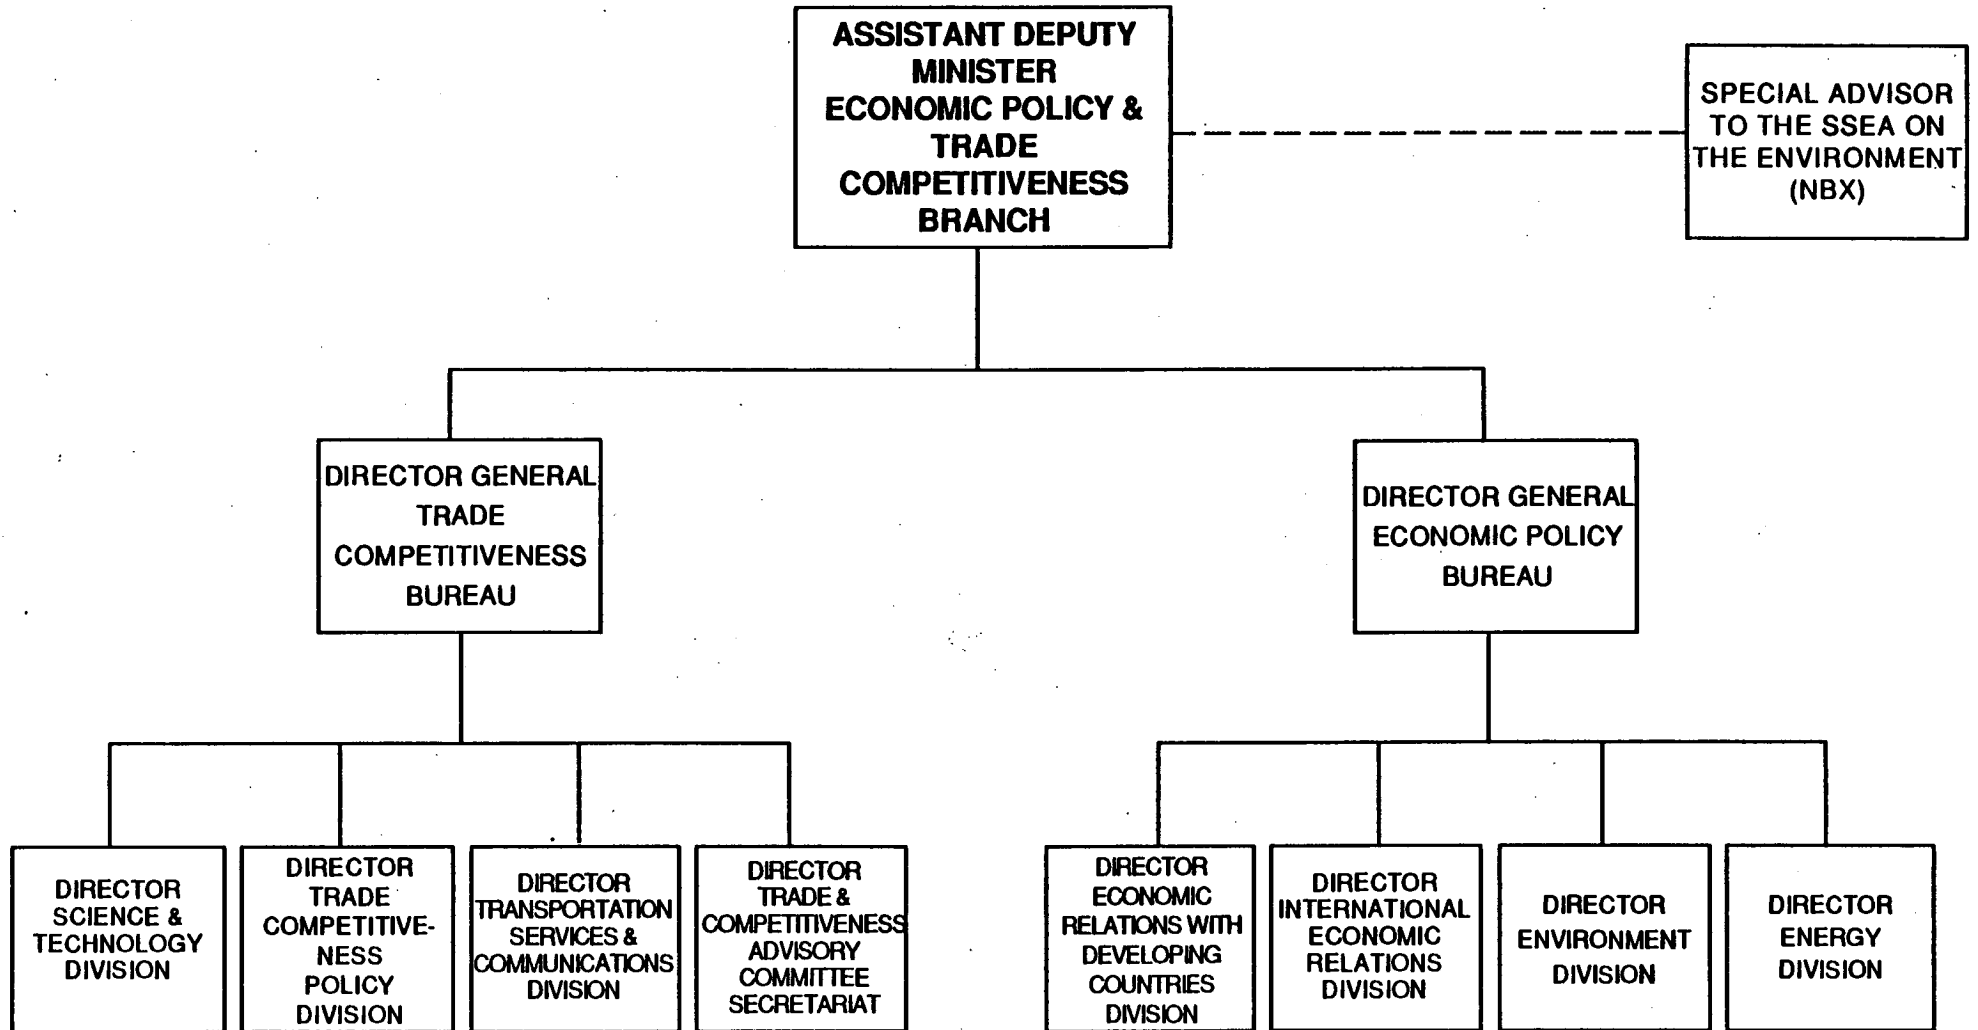 ASSISTANT DEPUTY
MINISTER
ECONOMIC POLICY &
TRADE
COMPETITIVENESS
BRANCH
SPECIAL ADVISOR
TO THE SSEA ON
THE ENVIRONMENT
(NBX)
DIRECTOR GENERAL
TRADE
COMPETITIVENESS
BUREAU
DIRECTOR GENERAL
ECONOMIC POLICY
BUREAU
DIRECTOR
SCIENCE &
TECHNOLOGY
DIVISION
DIRECTOR
TRADE
COMPETITIVE-
NESS
POLICY
DIVISION
DIRECTOR
TRANSPORTATION
SERVICES &
COMMUNICATIONS
DIVISION
DIRECTOR
TRADE &
COMPETITIVENESS
ADVISORY
COMMITTEE
SECRETARIAT
DIRECTOR
ECONOMIC
RELATIONS WITH
DEVELOPING
COUNTRIES
DIVISION
DIRECTOR
INTERNATIONAL
ECONOMIC
RELATIONS
DIVISION
DIRECTOR
ENVIRONMENT
DIVISION
DIRECTOR
ENERGY
DIVISION